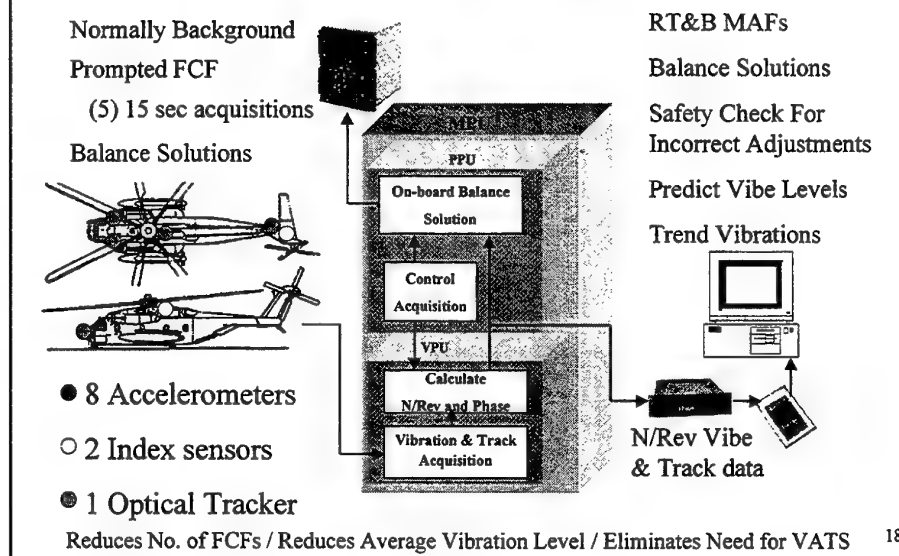 Normally Background
Prompted FCF
(5) 15 sec acquisitions
Balance Solutions
MPU
PPU
On-board Balance
Solution
Control
Acquisition
VPU
Calculate
N/Rev and Phase
Vibration & Track
Acquisition
8 Accelerometers
2 Index sensors
1 Optical Tracker
RT&B MAFs
Balance Solutions
Safety Check For
Incorrect Adjustments
Predict Vibe Levels
Trend Vibrations
N/Rev Vibe
& Track data
Reduces No. of FCFs / Reduces Average Vibration Level / Eliminates Need for VATS
18